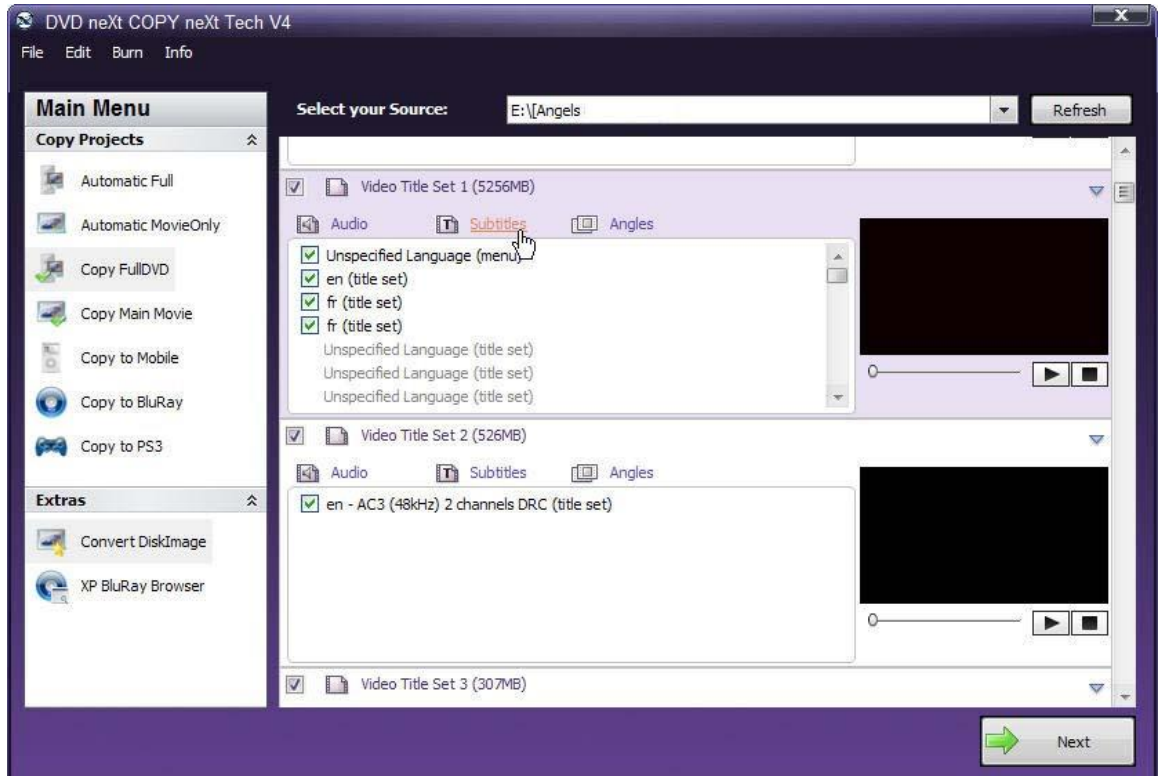 DVD neXt COPY neXt Tech V4
File Edit Burn Info
Main Menu
Select your Source: E:\[Angels Refresh
Copy Projects
Automatic Full
Automatic MovieOnly
Copy FullDVD
Copy Main Movie
Copy to Mobile
Copy to BluRay
Copy to PS3
Extras
Convert DiskImage
XP BluRay Browser
Video Title Set 1 (5256MB)
Audio Subtitles Angles
Unspecified Language (menu)
en (title set)
fr (title set)
fr (title set)
Unspecified Language (title set)
Unspecified Language (title set)
Unspecified Language (title set)
Video Title Set 2 (526MB)
Audio Subtitles Angles
en - AC3 (48kHz) 2 channels DRC (title set)
Video Title Set 3 (307MB)
Next